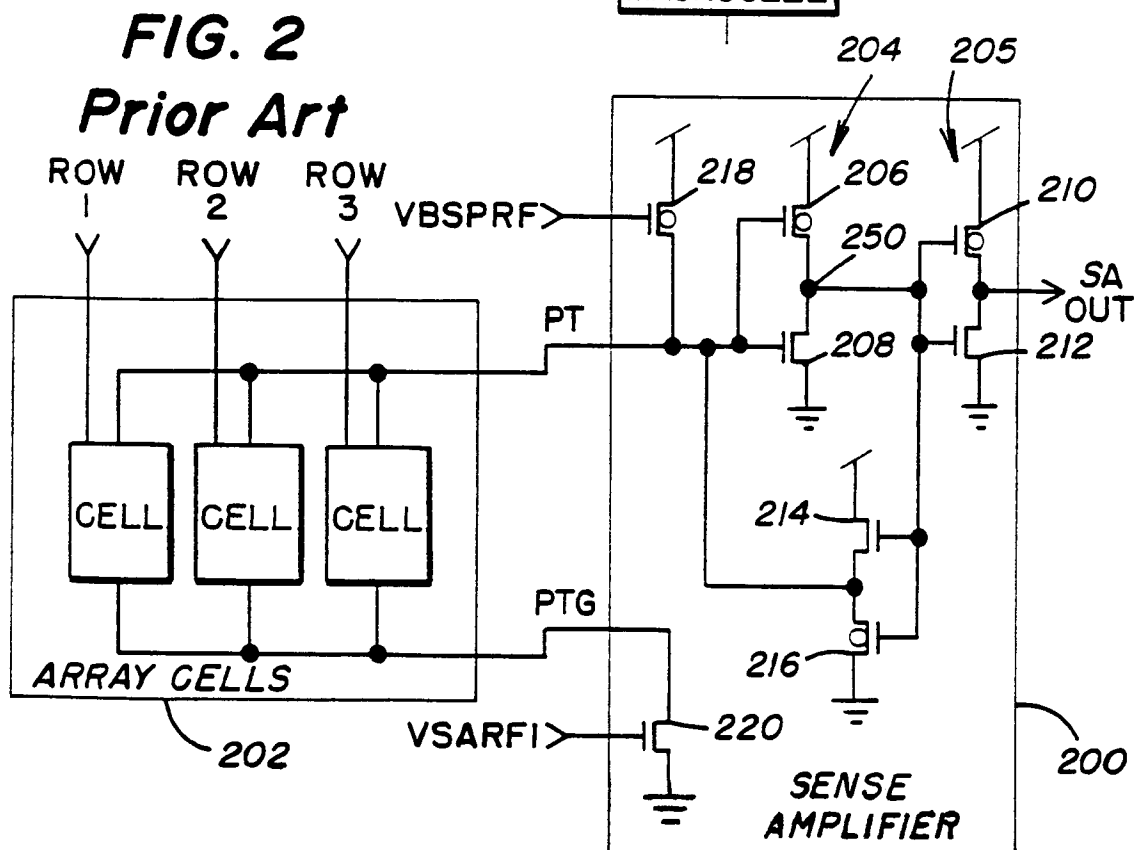 FIG. 2
Prior Art
204
205
ROW 1
ROW 2
ROW 3
218
206
210
VBSPRF
250
SA OUT
PT
208
212
CELL
CELL
CELL
214
PTG
216
ARRAY CELLS
VSARF1
220
202
200
SENSE
AMPLIFIER